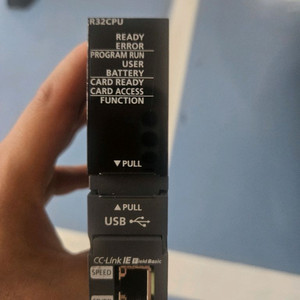 R32CPU
READY
ERROR
PROGRAM RUN
USER
BATTERY
CARD READY
CARD ACCESS
FUNCTION
▼PULL
▲PULL
USB
CC-Link IE Field Basic
SPEED